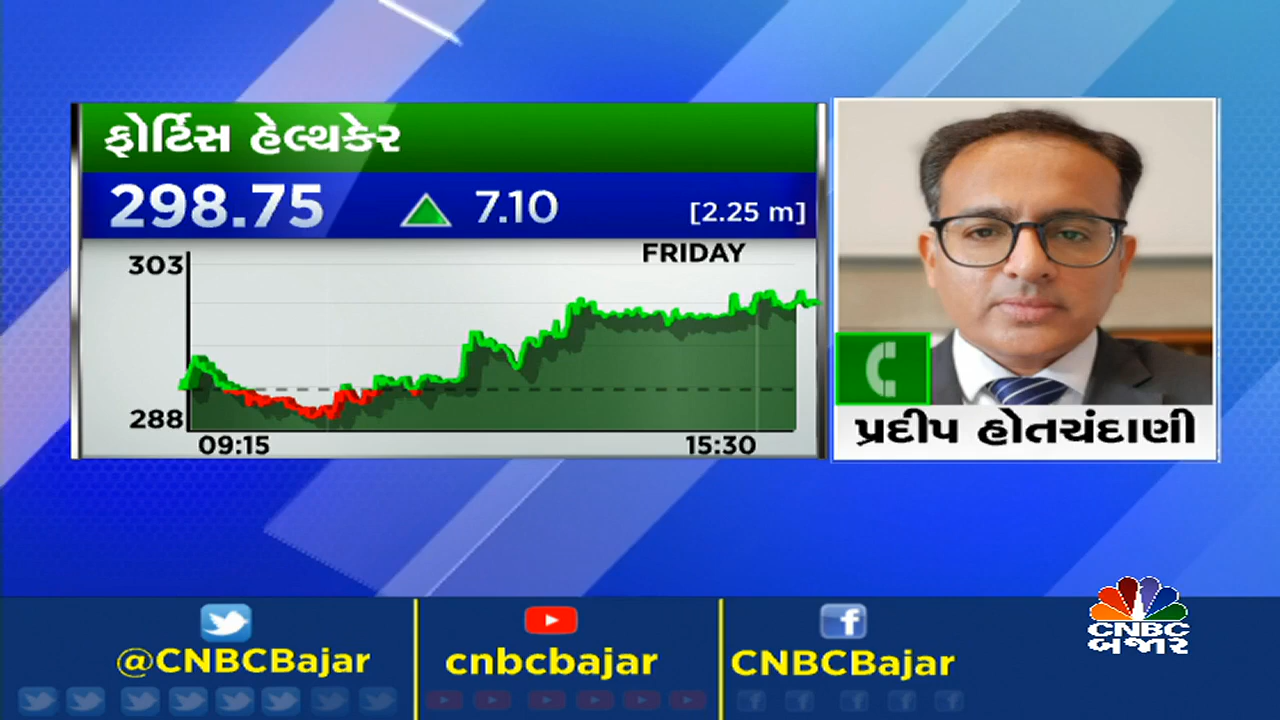 ફોર્ટિસ હેલ્થકેર
298.75 7.10 [2.25 m]
FRIDAY
303
288
09:15 15:30
પ્રદીપ હોતચંદાણી
@CNBCBajar cnbcbajar CNBCBajar
CNBC
બજાર